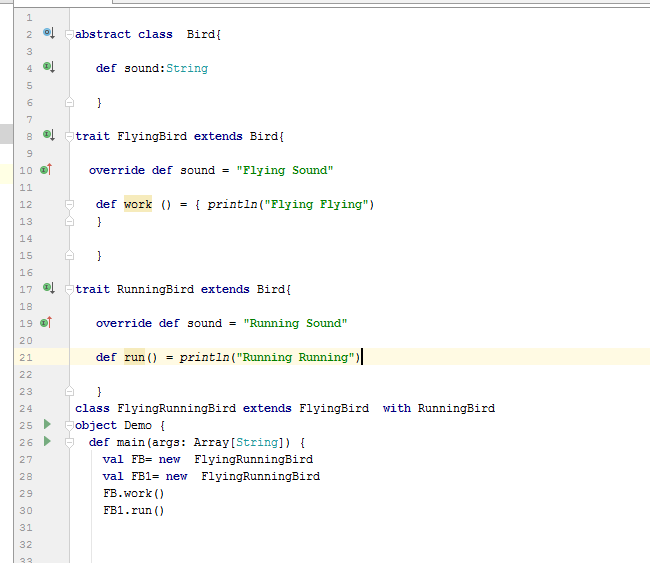 1
2 abstract class  Bird{
3
4 def sound:String
5
6 }
7
8 trait FlyingBird extends Bird{
9
10 override def sound = "Flying Sound"
11
12 def work () = { println("Flying Flying")
13 }
14
15 }
16
17 trait RunningBird extends Bird{
18
19 override def sound = "Running Sound"
20
21 def run() = println("Running Running")
22
23 }
24 class FlyingRunningBird extends FlyingBird  with RunningBird
25 object Demo {
26 def main(args: Array[String]) {
27 val FB= new  FlyingRunningBird
28 val FB1= new  FlyingRunningBird
29 FB.work()
30 FB1.run()
31
32
33